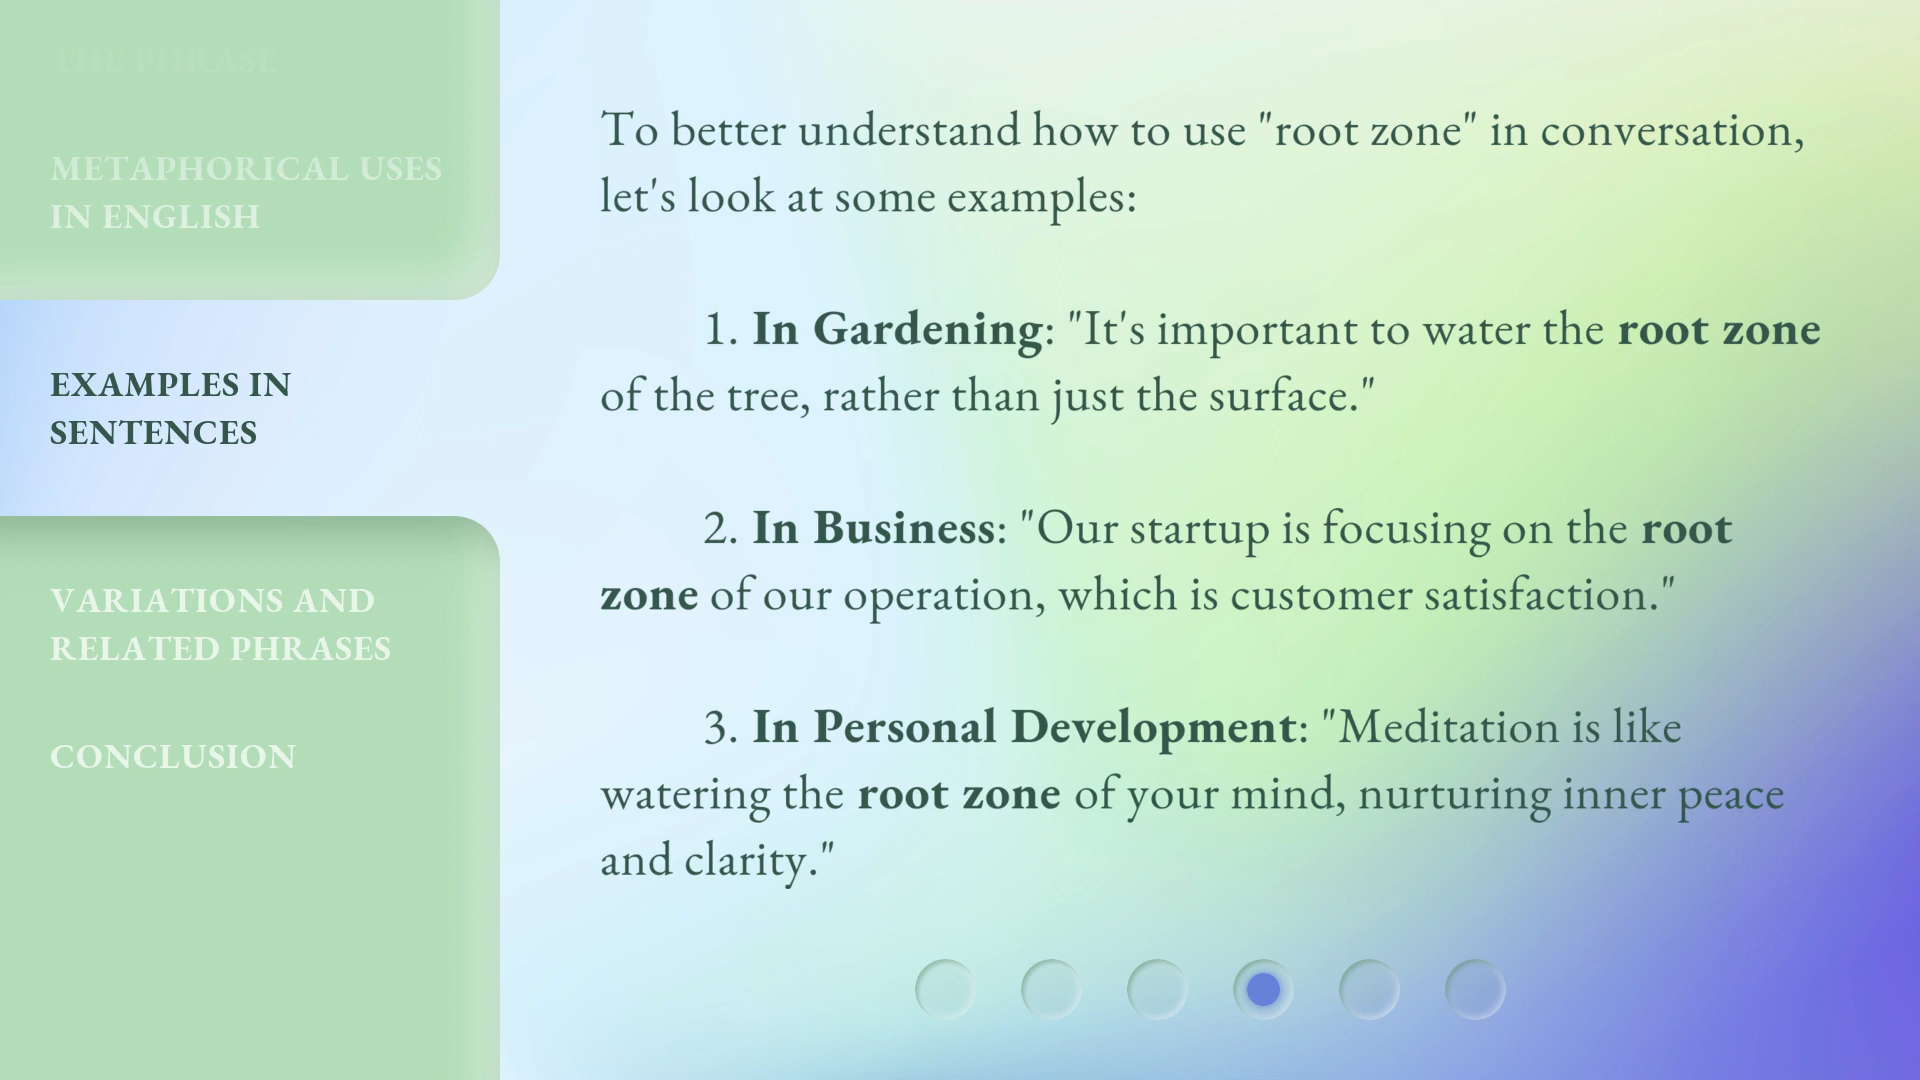 THE PHRASE
METAPHORICAL USES
IN ENGLISH
EXAMPLES IN
SENTENCES
VARIATIONS AND
RELATED PHRASES
CONCLUSION
To better understand how to use "root zone" in conversation,
let's look at some examples:
1. In Gardening: "It's important to water the root zone
of the tree, rather than just the surface."
2. In Business: "Our startup is focusing on the root
zone of our operation, which is customer satisfaction."
3. In Personal Development: "Meditation is like
watering the root zone of your mind, nurturing inner peace
and clarity."